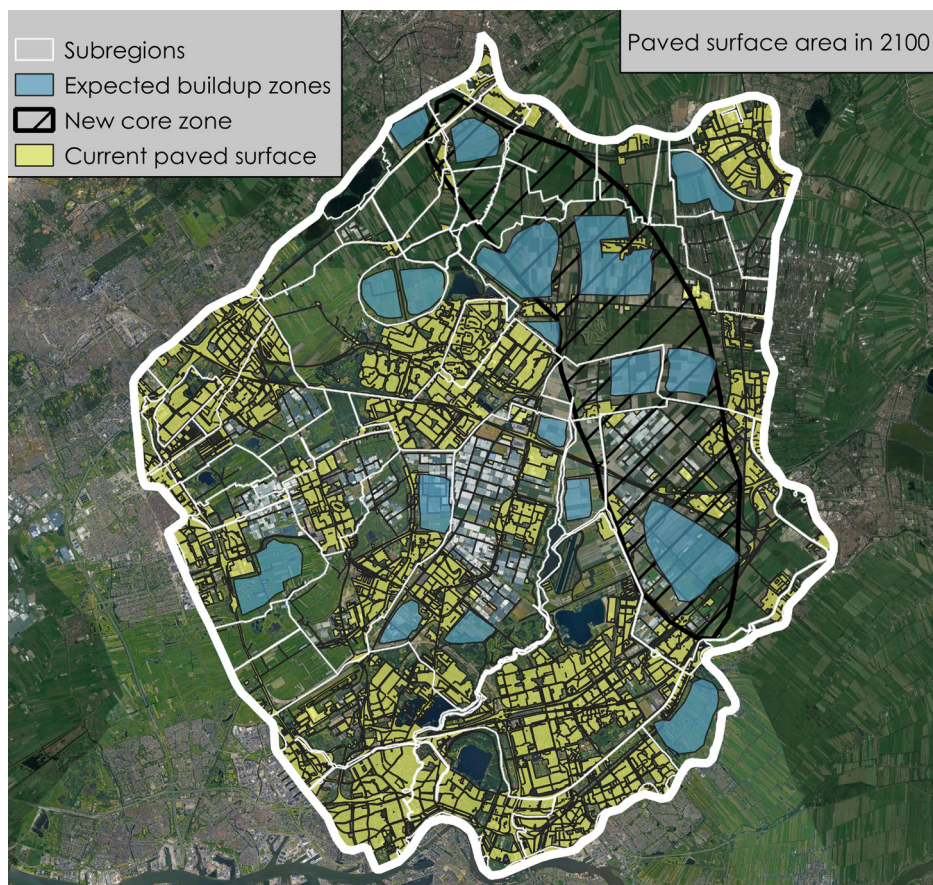 Subregions
Expected buildup zones
New core zone
Current paved surface
Paved surface area in 2100